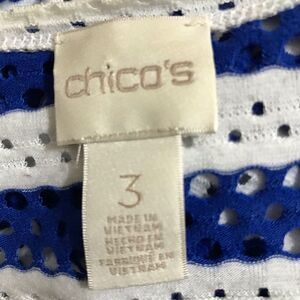 chico's
3
MADE IN
VIETNAM
HECHO EN
VIETNAM
FABRIQUÉ EN
VIETNAM